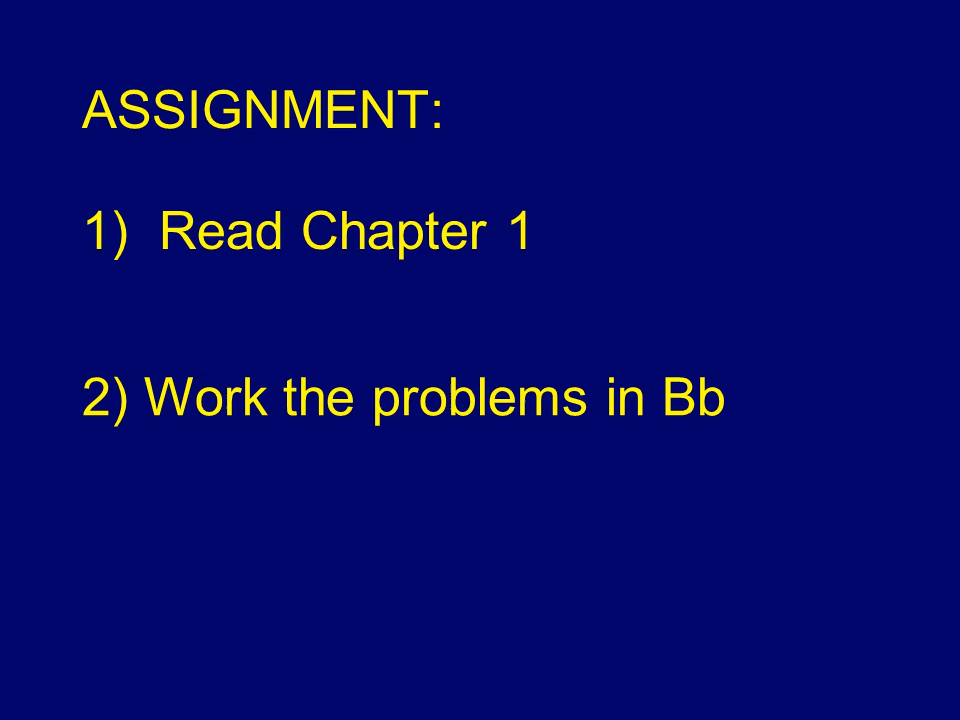 ASSIGNMENT:
1) Read Chapter 1
2) Work the problems in Bb